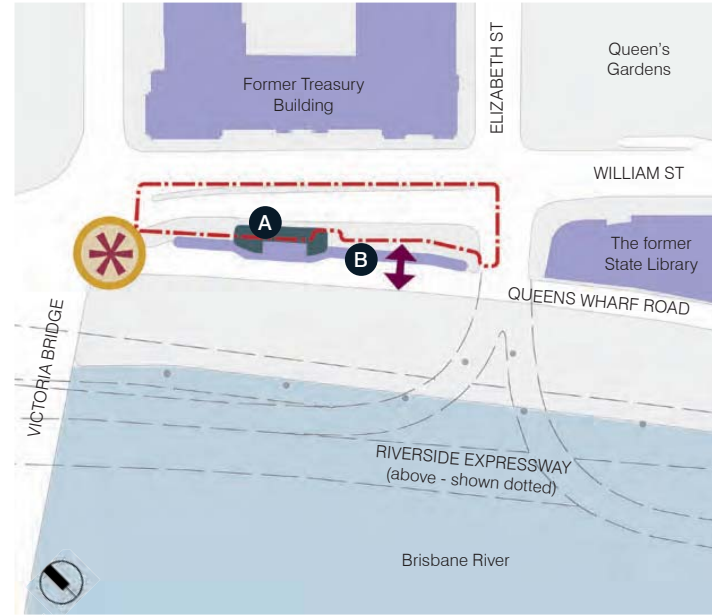 Former Treasury
Building
ELIZABETH ST
Queen's
Gardens
WILLIAM ST
A
B
The former
State Library
QUEENS WHARF ROAD
VICTORIA BRIDGE
RIVERSIDE EXPRESSWAY
(above - shown dotted)
Brisbane River